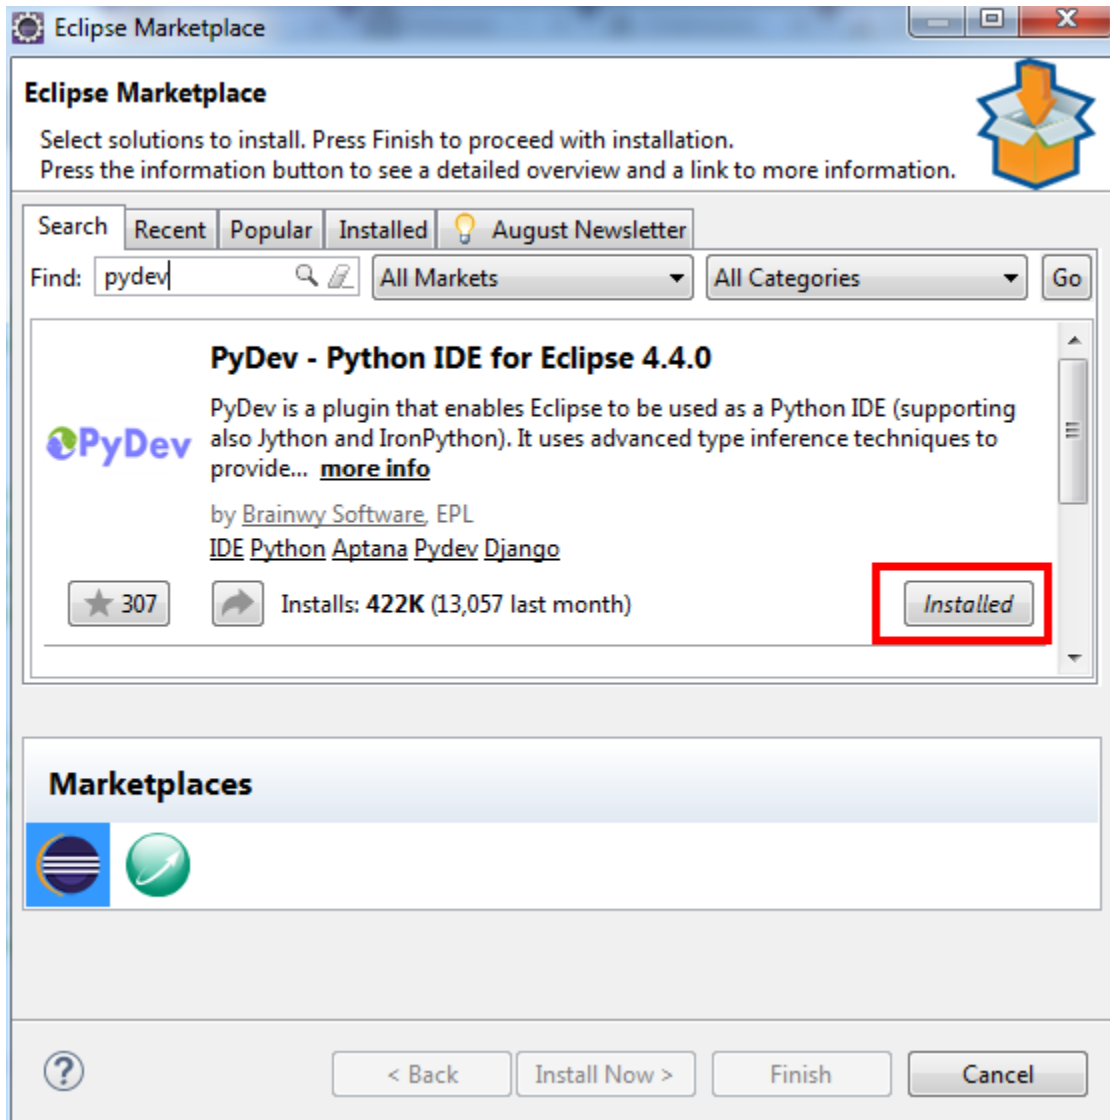 Eclipse Marketplace
Eclipse Marketplace
Select solutions to install. Press Finish to proceed with installation.
Press the information button to see a detailed overview and a link to more information.
Search Recent Popular Installed August Newsletter
Find: pydev All Markets All Categories Go
PyDev - Python IDE for Eclipse 4.4.0
PyDev is a plugin that enables Eclipse to be used as a Python IDE (supporting
also Jython and IronPython). It uses advanced type inference techniques to
provide... more info
PyDev
by Brainwy Software, EPL
IDE Python Aptana Pydev Django
307 Installs: 422K (13,057 last month) Installed
Marketplaces
? < Back Install Now > Finish Cancel